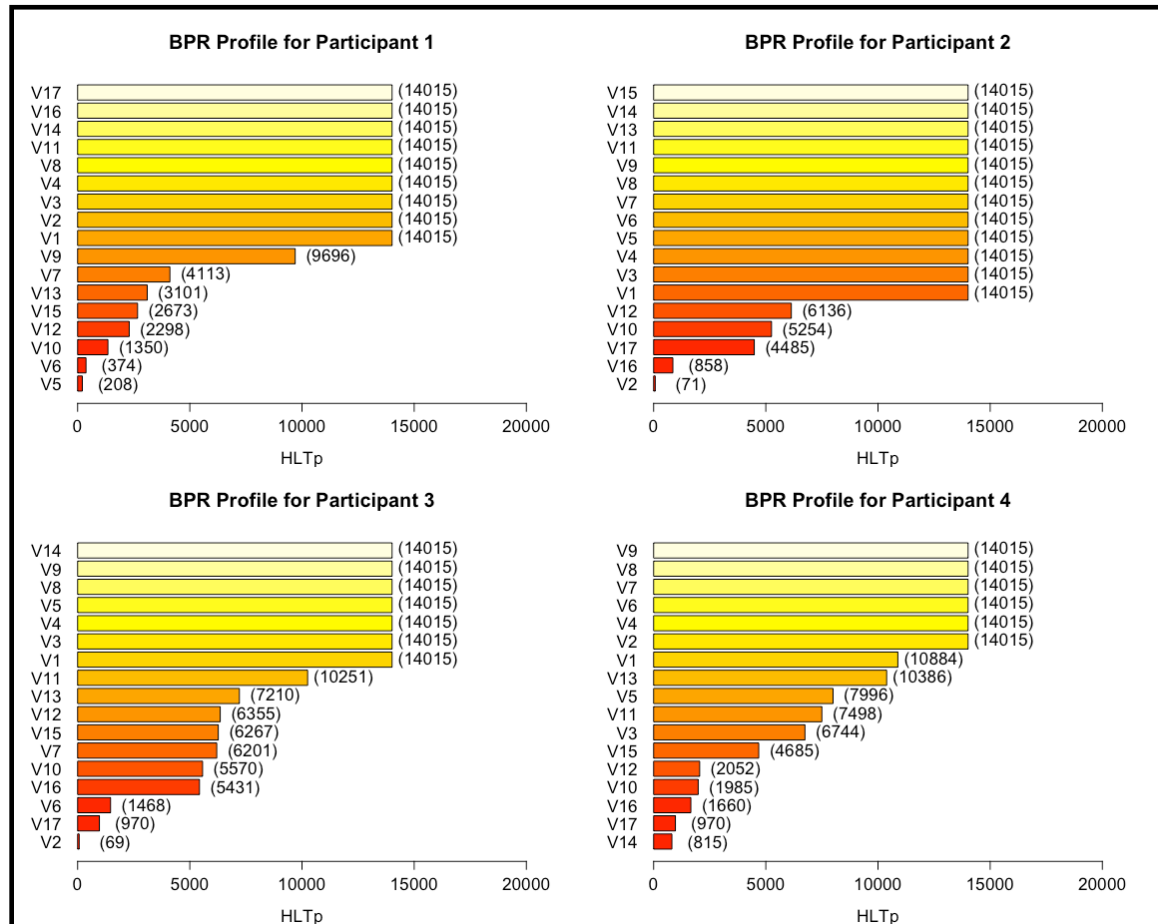 BPR Profile for Participant 1
V17 (14015)
V16 (14015)
V14 (14015)
V11 (14015)
V8 (14015)
V4 (14015)
V3 (14015)
V2 (14015)
V1 (14015)
V9 (9696)
V7 (4113)
V13 (3101)
V15 (2673)
V12 (2298)
V10 (1350)
V6 (374)
V5 (208)
0 5000 10000 15000 20000
HLTp
BPR Profile for Participant 2
V15 (14015)
V14 (14015)
V13 (14015)
V11 (14015)
V9 (14015)
V8 (14015)
V7 (14015)
V6 (14015)
V5 (14015)
V4 (14015)
V3 (14015)
V1 (14015)
V12 (6136)
V10 (5254)
V17 (4485)
V16 (858)
V2 (71)
0 5000 10000 15000 20000
HLTp
BPR Profile for Participant 3
V14 (14015)
V9 (14015)
V8 (14015)
V5 (14015)
V4 (14015)
V3 (14015)
V1 (14015)
V11 (10251)
V13 (7210)
V12 (6355)
V15 (6267)
V7 (6201)
V10 (5570)
V16 (5431)
V6 (1468)
V17 (970)
V2 (69)
0 5000 10000 15000 20000
HLTp
BPR Profile for Participant 4
V9 (14015)
V8 (14015)
V7 (14015)
V6 (14015)
V4 (14015)
V2 (14015)
V1 (10884)
V13 (10386)
V5 (7996)
V11 (7498)
V3 (6744)
V15 (4685)
V12 (2052)
V10 (1985)
V16 (1660)
V17 (970)
V14 (815)
0 5000 10000 15000 20000
HLTp